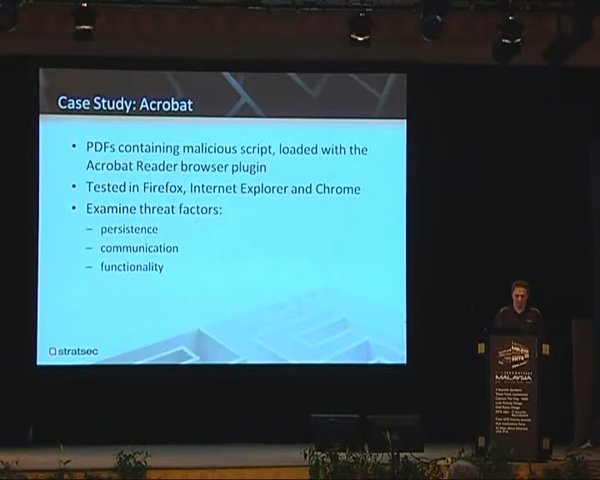 Case Study: Acrobat
• PDFs containing malicious script, loaded with the
Acrobat Reader browser plugin
• Tested in Firefox, Internet Explorer and Chrome
• Examine threat factors:
– persistence
– communication
– functionality
stratsec
MALAYSIA